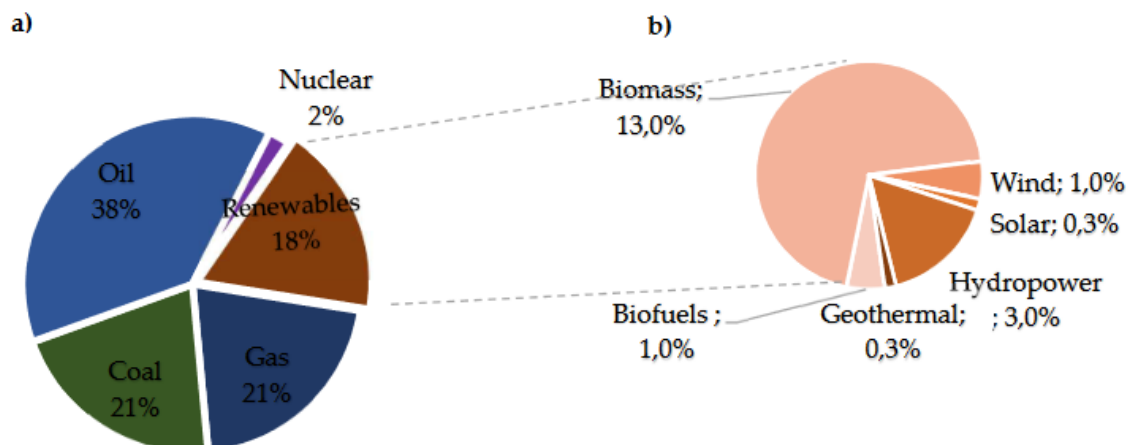 a)
Nuclear
2%
Oil
38%
Renewables
18%
Coal
21%
Gas
21%
b)
Biomass;
13,0%
Wind; 1,0%
Solar; 0,3%
Hydropower
; 3,0%
Geothermal;
0,3%
Biofuels ;
1,0%